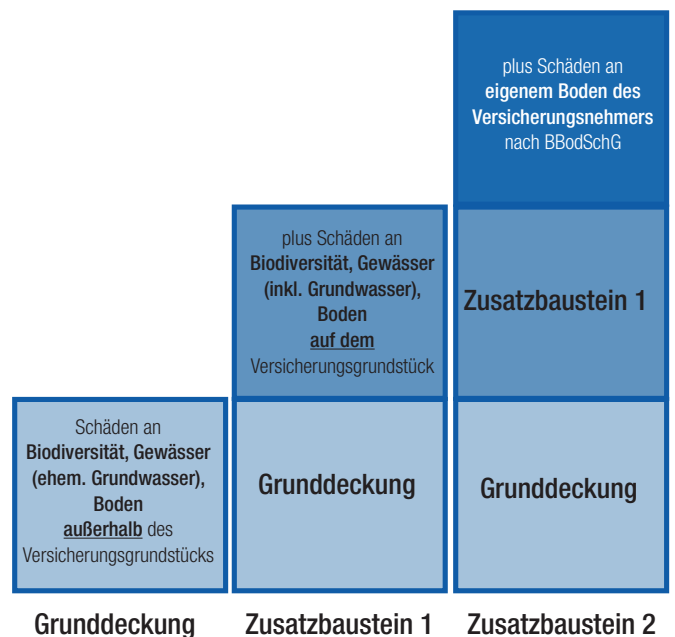 plus Schäden an
eigenem Boden des
Versicherungsnehmers
nach BBodSchG
plus Schäden an
Biodiversität, Gewässer
(inkl. Grundwasser),
Boden
auf dem
Versicherungsgrundstück
Zusatzbaustein 1
Schäden an
Biodiversität, Gewässer
(ehem. Grundwasser),
Boden
außerhalb des
Versicherungsgrundstücks
Grunddeckung
Grunddeckung
Grunddeckung
Zusatzbaustein 1
Zusatzbaustein 2